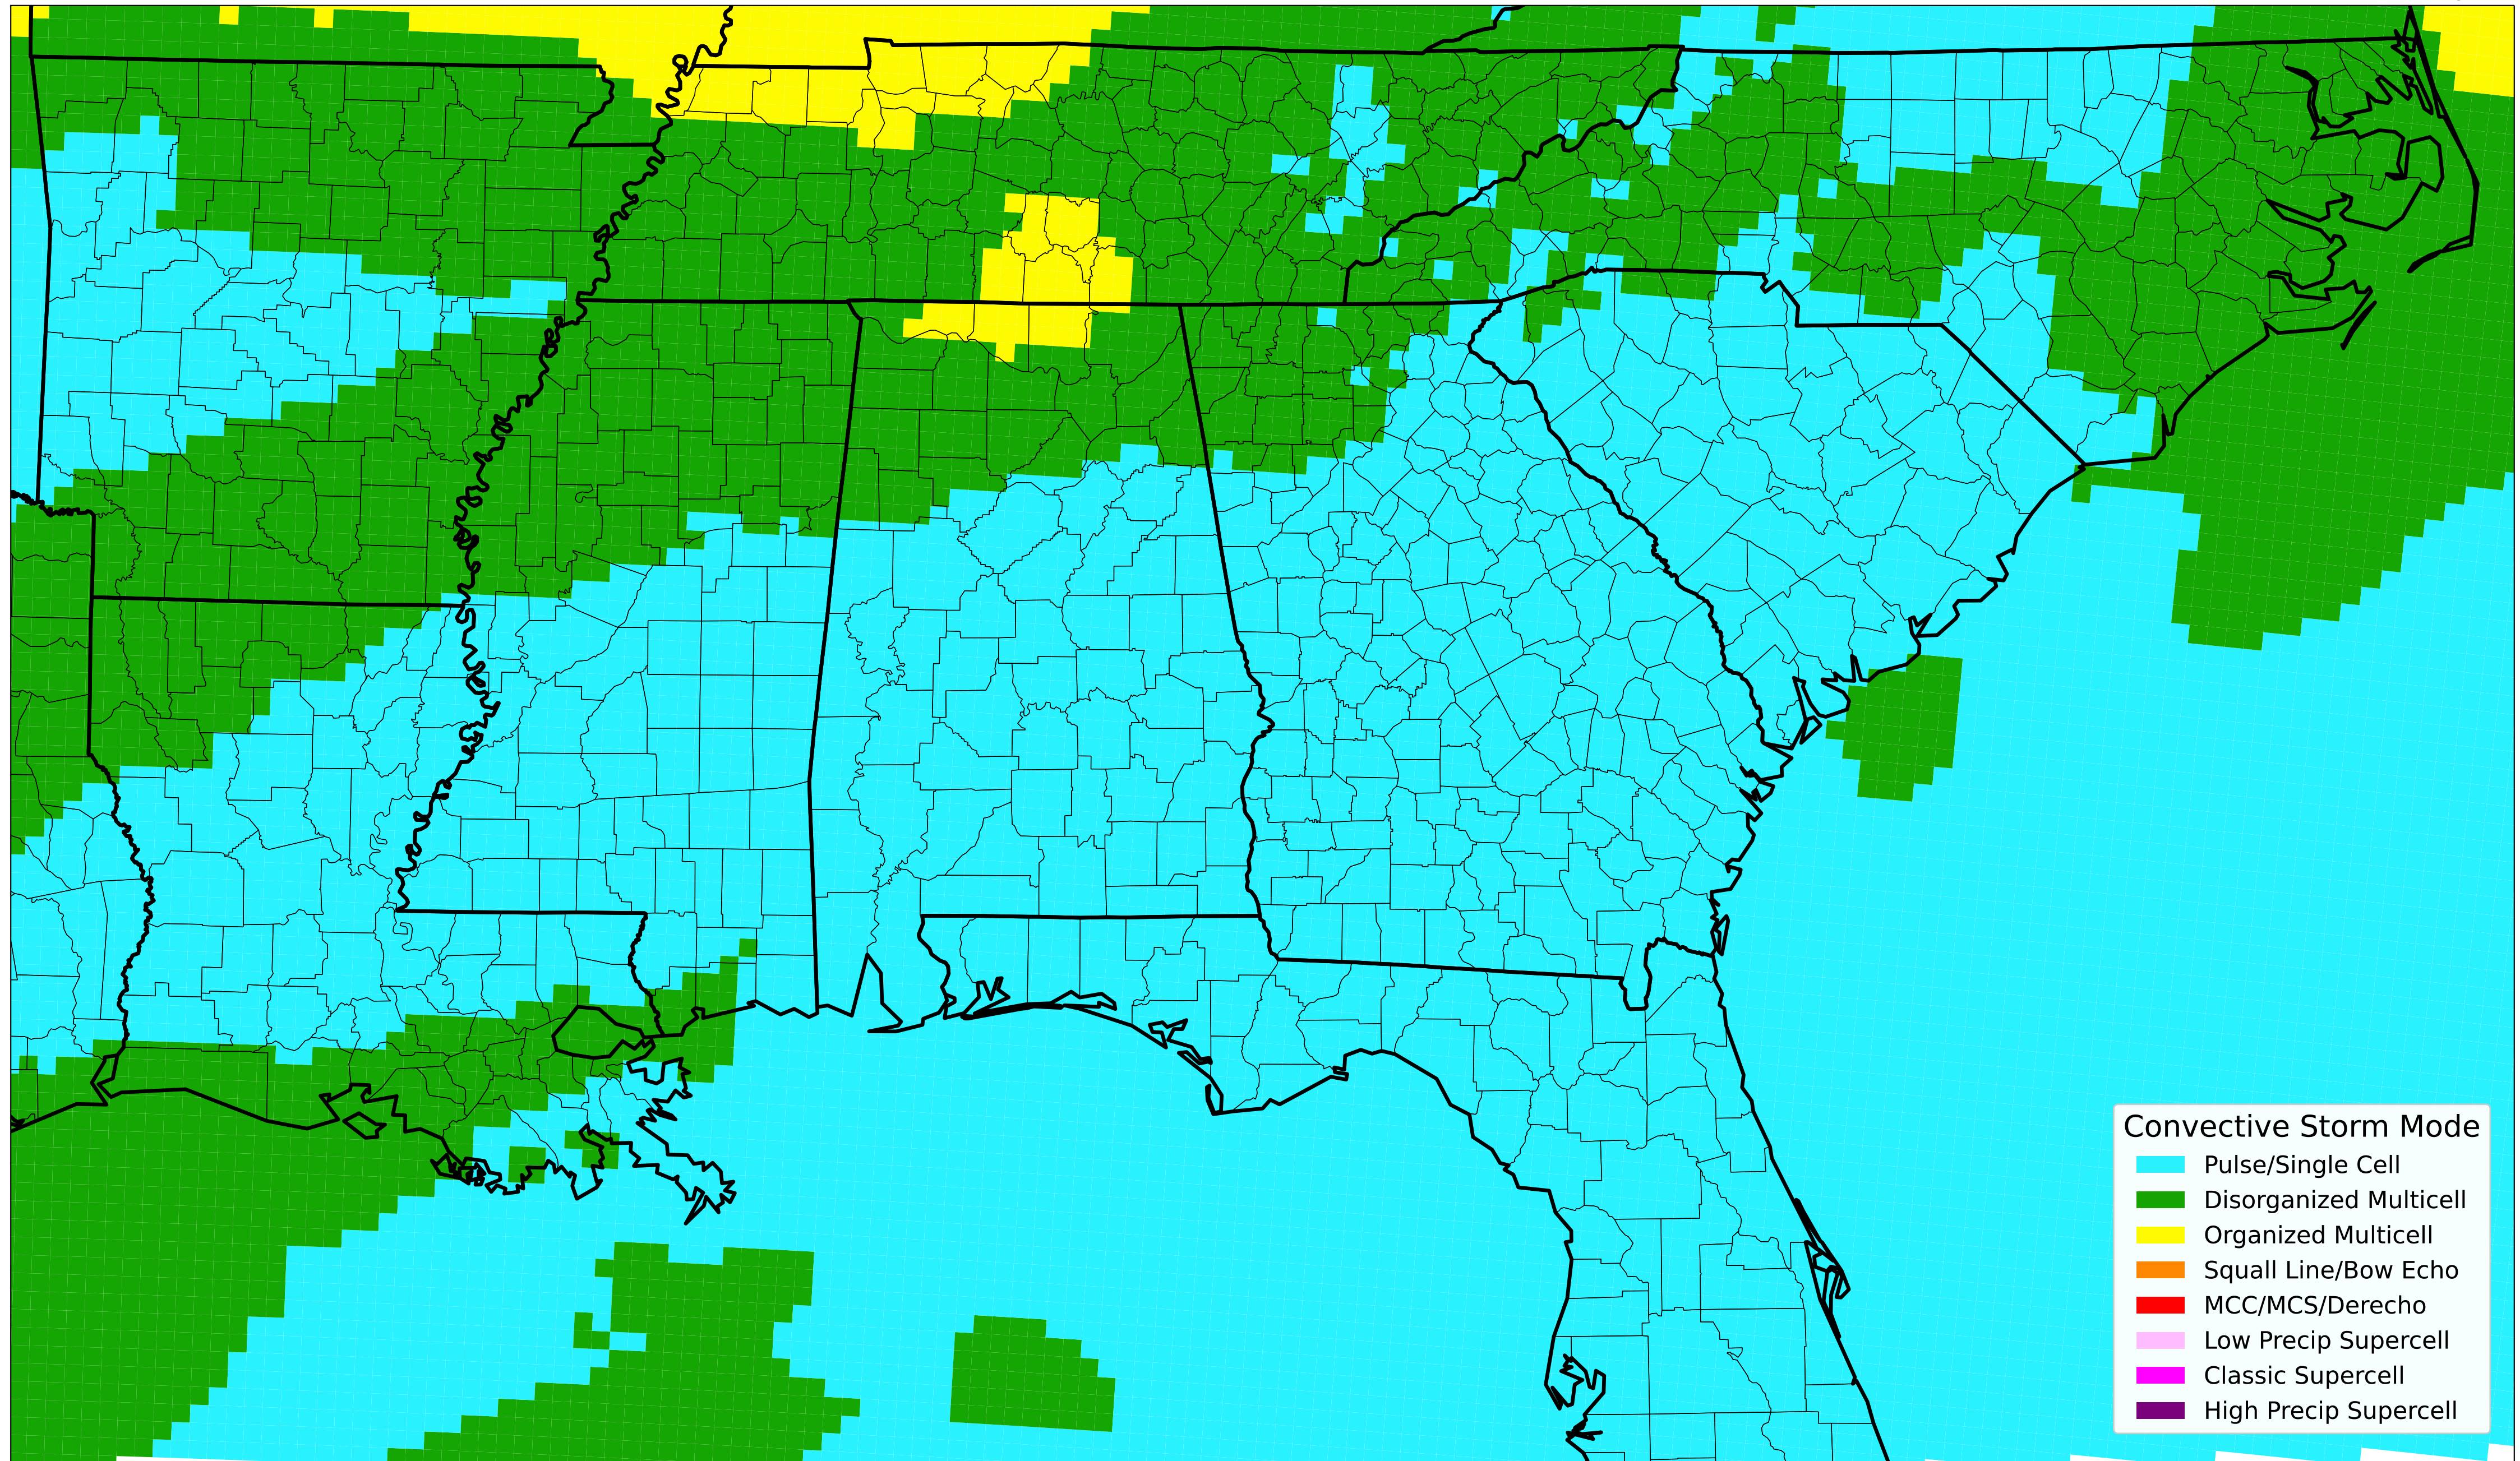 Convective Storm Mode
Pulse/Single Cell
Disorganized Multicell
Organized Multicell
Squall Line/Bow Echo
MCC/MCS/Derecho
Low Precip Supercell
Classic Supercell
High Precip Supercell